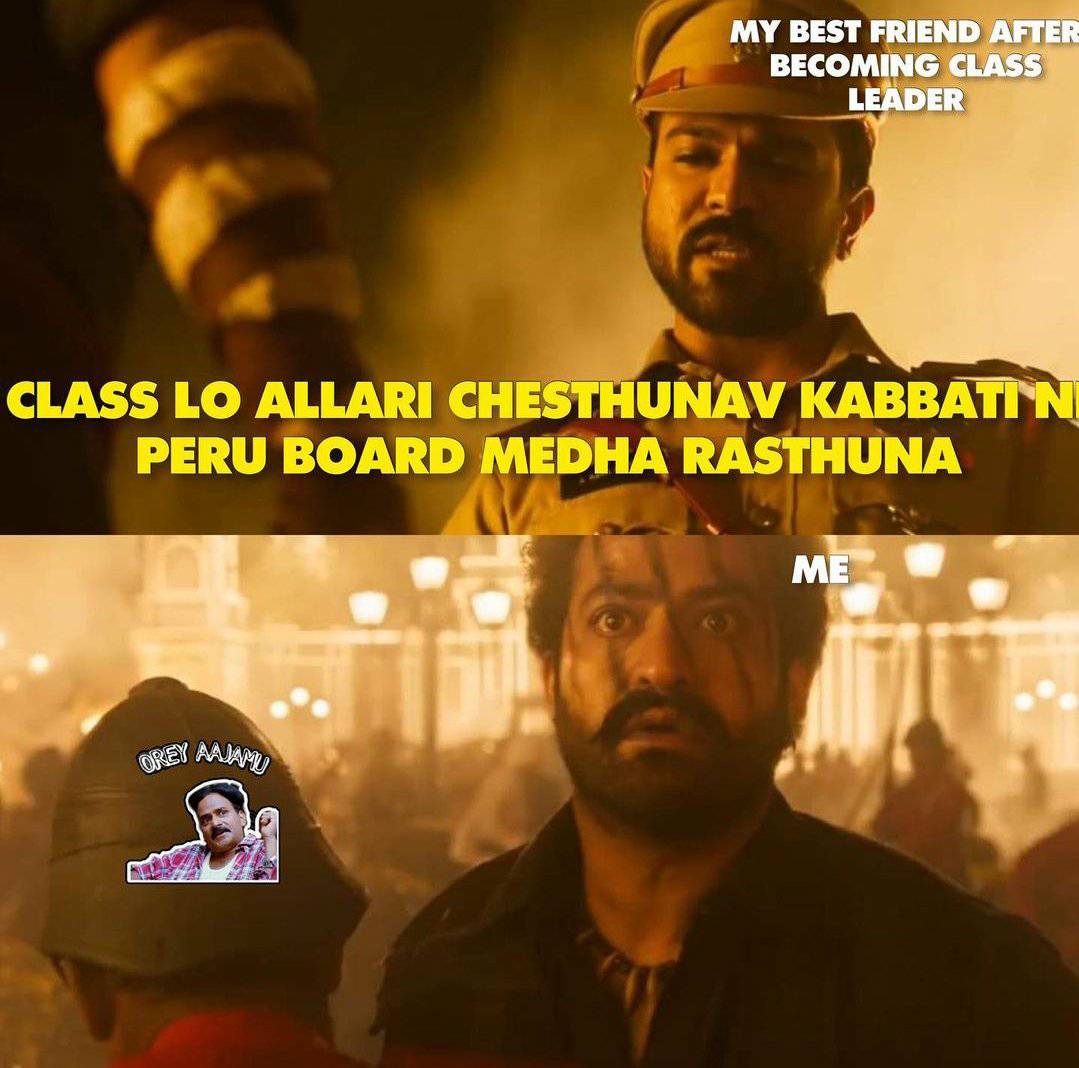 MY BEST FRIEND AFTER
BECOMING CLASS
LEADER
CLASS LO ALLARI CHESTHUNAV KABBATI NI
PERU BOARD MEDHA RASTHUNA
ME
OREY AAJAMU